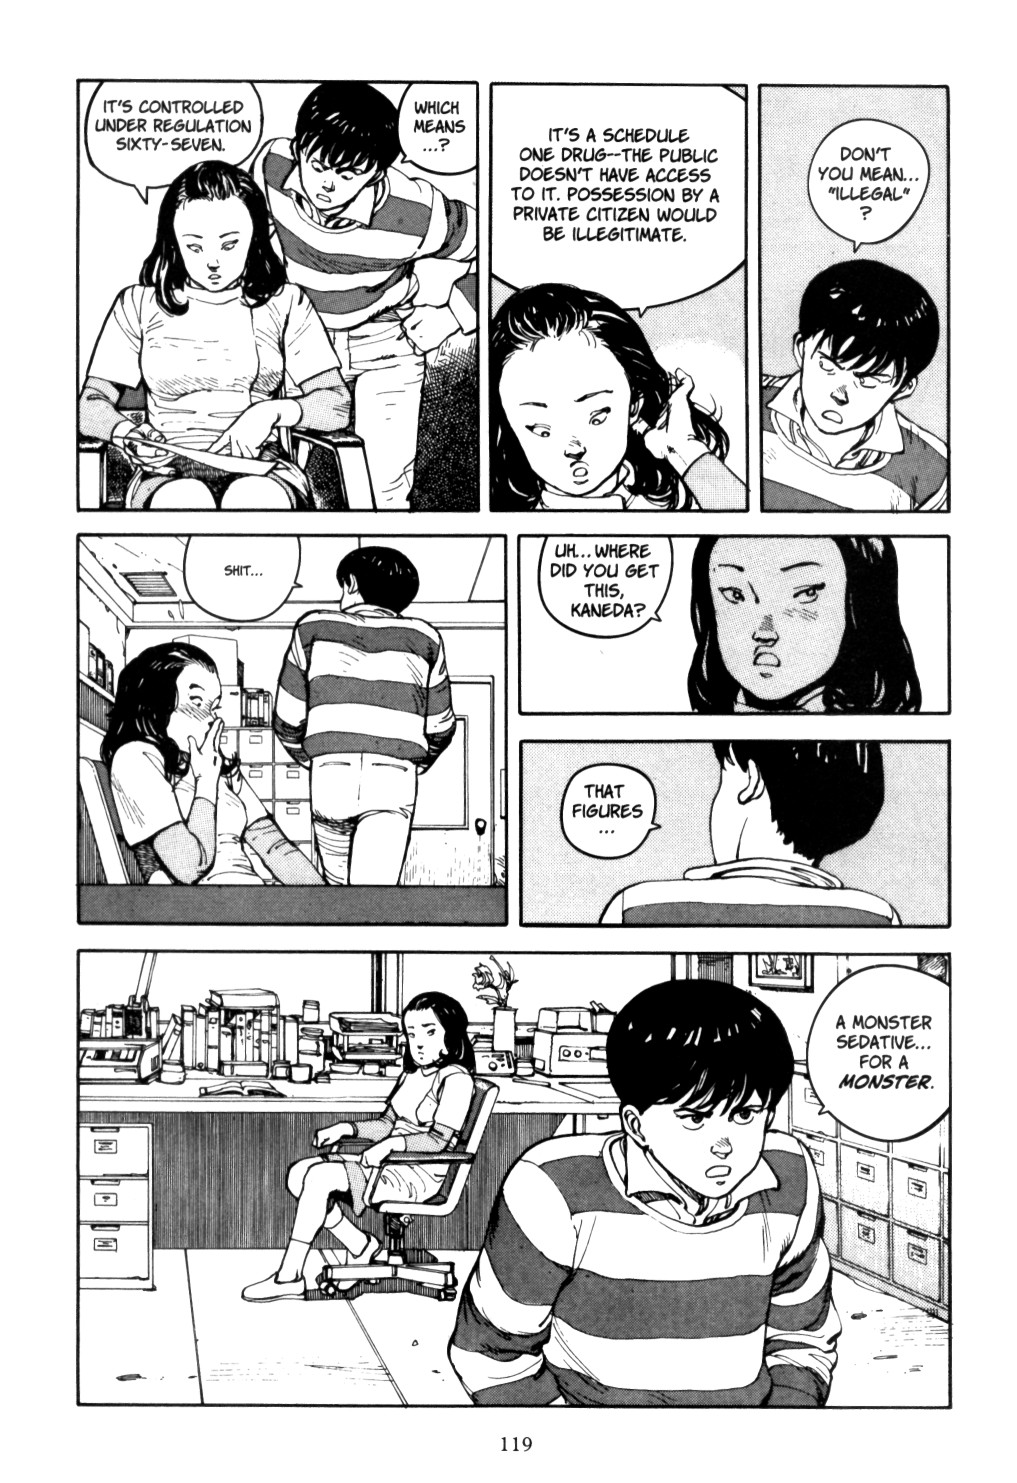 IT'S CONTROLLED
UNDER REGULATION
SIXTY-SEVEN.
WHICH
MEANS
...?
IT'S A SCHEDULE
ONE DRUG--THE PUBLIC
DOESN'T HAVE ACCESS
TO IT. POSSESSION BY A
PRIVATE CITIZEN WOULD
BE ILLEGITIMATE.
DON'T
YOU MEAN...
"ILLEGAL"
?
SHIT...
UH... WHERE
DID YOU GET
THIS,
KANEDA?
THAT
FIGURES
...
A MONSTER
SEDATIVE...
FOR A
MONSTER.
119